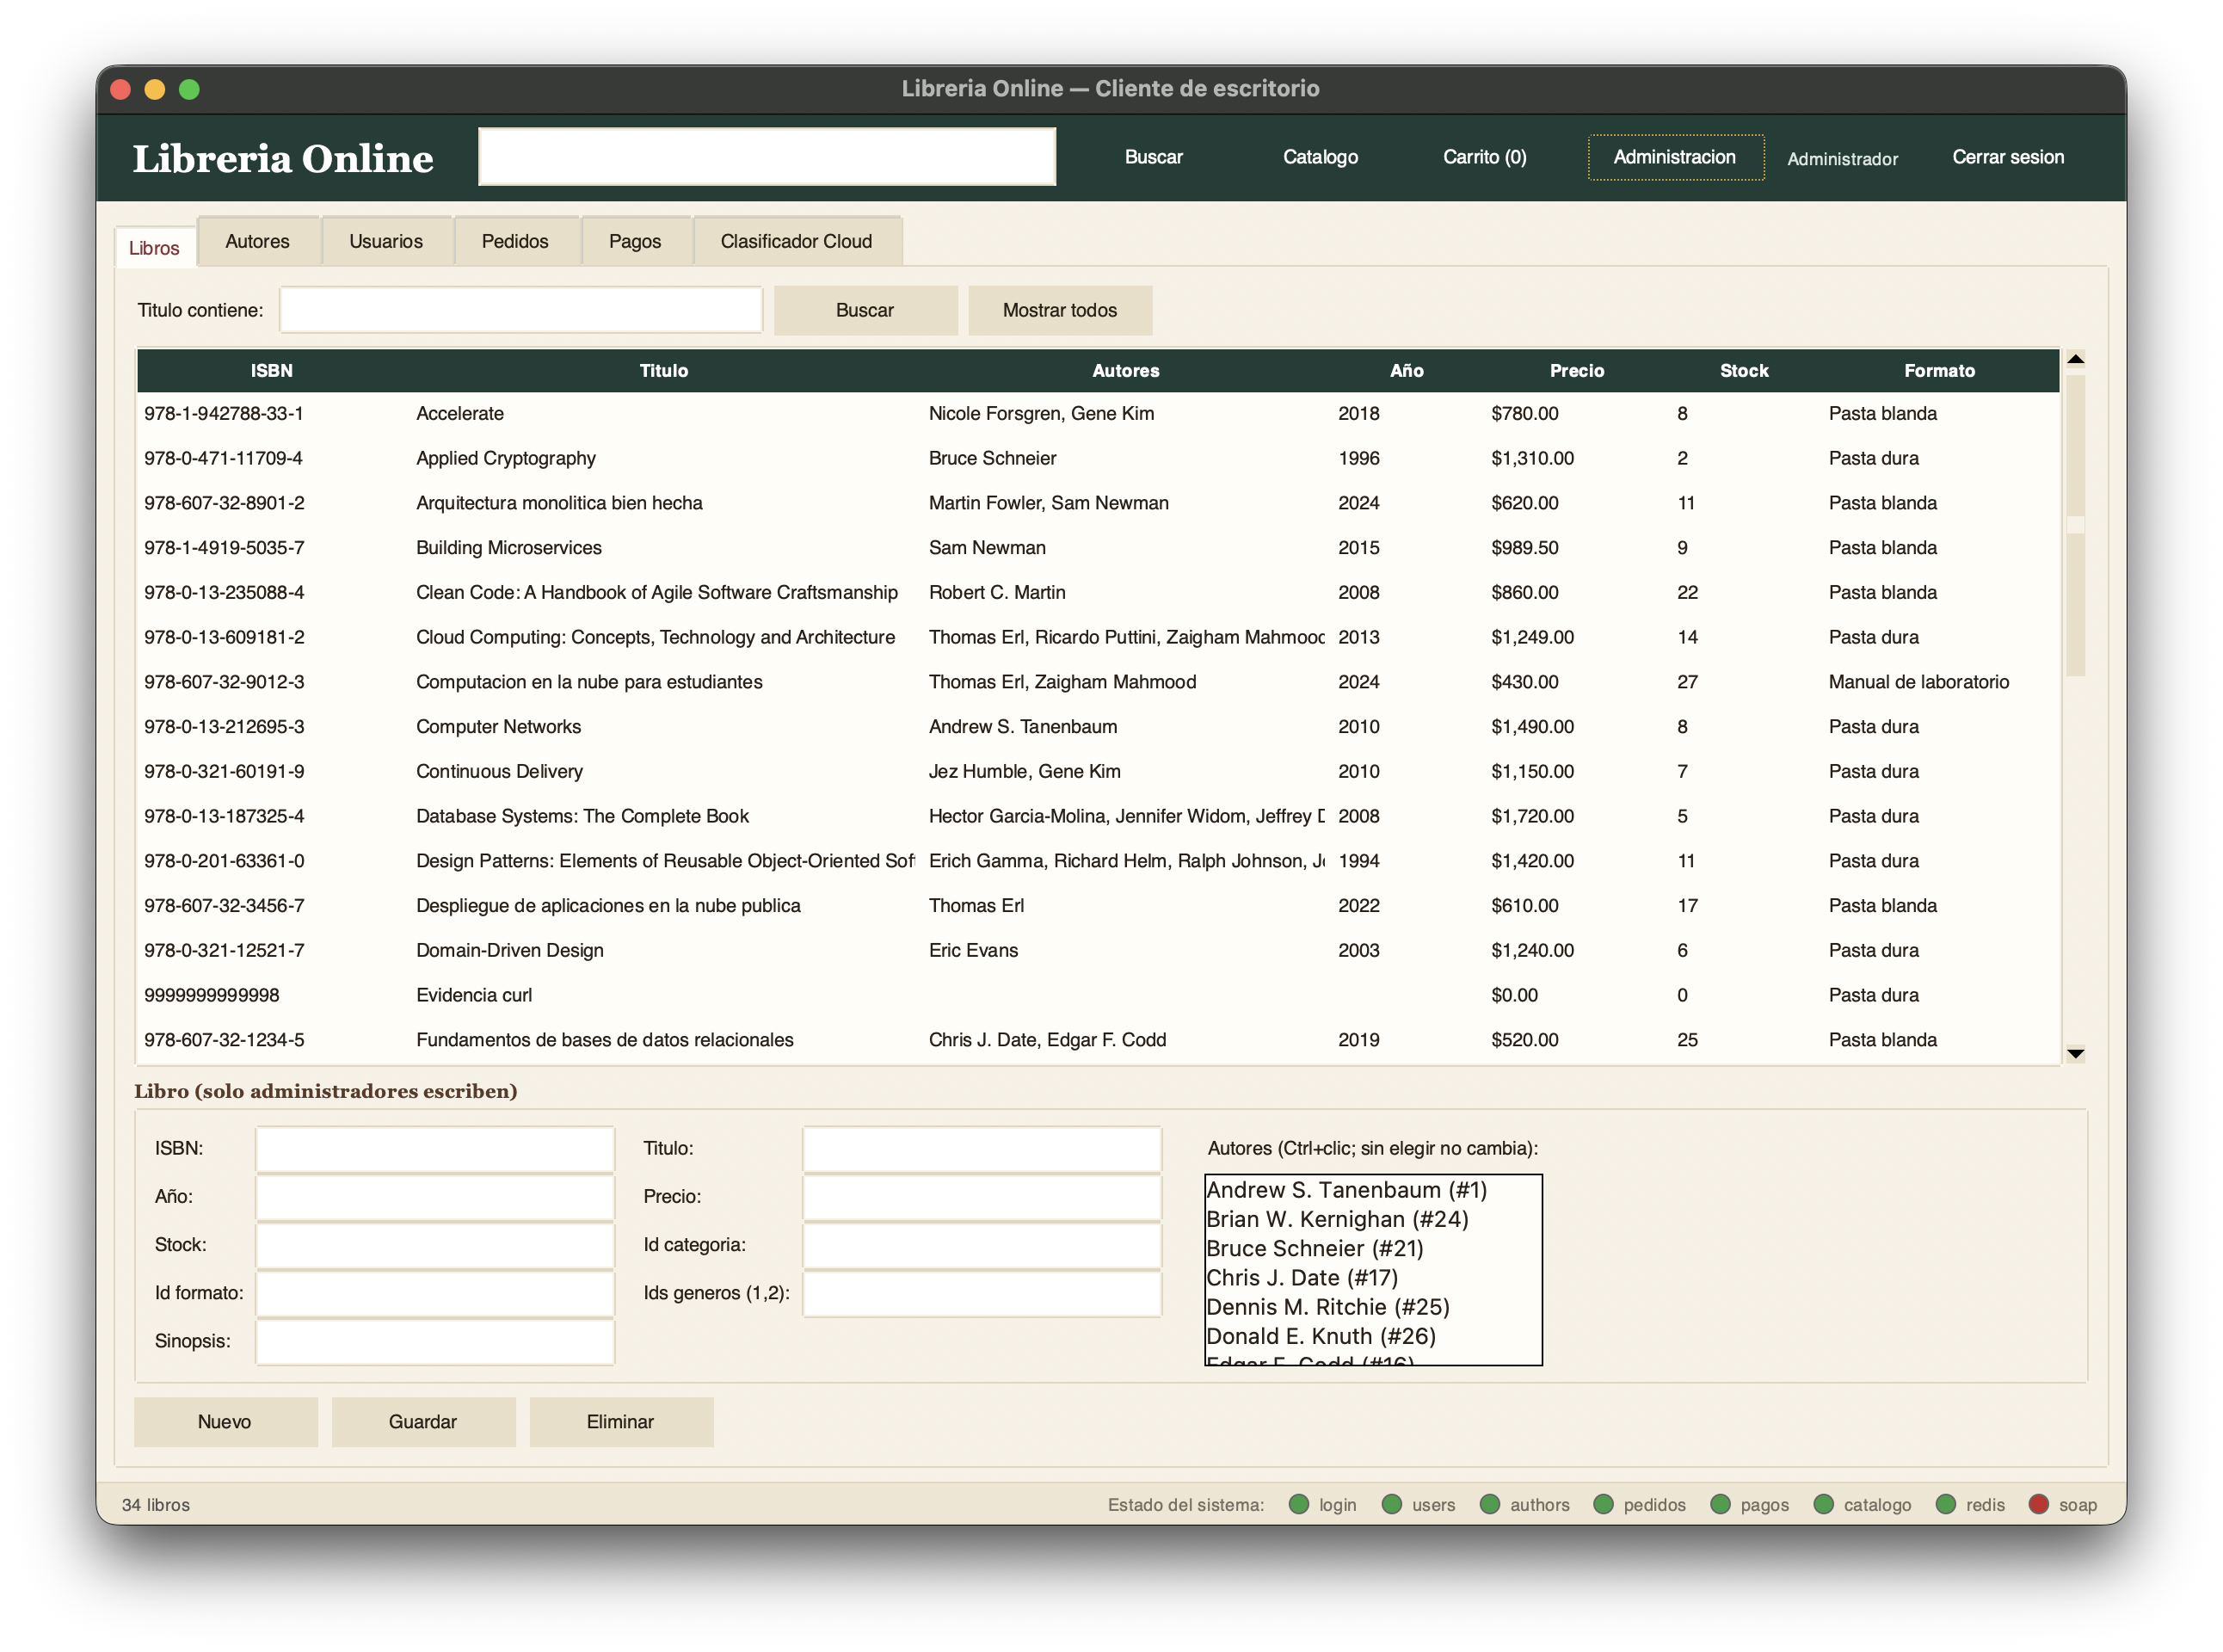 Libreria Online — Cliente de escritorio
Libreria Online Buscar Catalogo Carrito (0) Administracion Administrador Cerrar sesion
Libros Autores Usuarios Pedidos Pagos Clasificador Cloud
Titulo contiene: Buscar Mostrar todos
ISBN Titulo Autores Año Precio Stock Formato
978-1-942788-33-1 Accelerate Nicole Forsgren, Gene Kim 2018 $780.00 8 Pasta blanda
978-0-471-11709-4 Applied Cryptography Bruce Schneier 1996 $1,310.00 2 Pasta dura
978-607-32-8901-2 Arquitectura monolitica bien hecha Martin Fowler, Sam Newman 2024 $620.00 11 Pasta blanda
978-1-4919-5035-7 Building Microservices Sam Newman 2015 $989.50 9 Pasta blanda
978-0-13-235088-4 Clean Code: A Handbook of Agile Software Craftsmanship Robert C. Martin 2008 $860.00 22 Pasta blanda
978-0-13-609181-2 Cloud Computing: Concepts, Technology and Architecture Thomas Erl, Ricardo Puttini, Zaigham Mahmood 2013 $1,249.00 14 Pasta dura
978-607-32-9012-3 Computacion en la nube para estudiantes Thomas Erl, Zaigham Mahmood 2024 $430.00 27 Manual de laboratorio
978-0-13-212695-3 Computer Networks Andrew S. Tanenbaum 2010 $1,490.00 8 Pasta dura
978-0-321-60191-9 Continuous Delivery Jez Humble, Gene Kim 2010 $1,150.00 7 Pasta dura
978-0-13-187325-4 Database Systems: The Complete Book Hector Garcia-Molina, Jennifer Widom, Jeffrey 2008 $1,720.00 5 Pasta dura
978-0-201-63361-0 Design Patterns: Elements of Reusable Object-Oriented Erich Gamma, Richard Helm, Ralph Johnson, 1994 $1,420.00 11 Pasta dura
978-607-32-3456-7 Despliegue de aplicaciones en la nube publica Thomas Erl 2022 $610.00 17 Pasta blanda
978-0-321-12521-7 Domain-Driven Design Eric Evans 2003 $1,240.00 6 Pasta dura
9999999999998 Evidencia curl $0.00 0 Pasta dura
978-607-32-1234-5 Fundamentos de bases de datos relacionales Chris J. Date, Edgar F. Codd 2019 $520.00 25 Pasta blanda
Libro (solo administradores escriben)
ISBN: Titulo: Autores (Ctrl+clic; sin elegir no cambia):
Año: Precio:
Stock: Id categoria:
Id formato: Ids generos (1,2):
Sinopsis:
Andrew S. Tanenbaum (#1)
Brian W. Kernighan (#24)
Bruce Schneier (#21)
Chris J. Date (#17)
Dennis M. Ritchie (#25)
Donald E. Knuth (#26)
Edgar F. Codd (#16)
Nuevo Guardar Eliminar
34 libros Estado del sistema: login users authors pedidos pagos catalogo redis soap